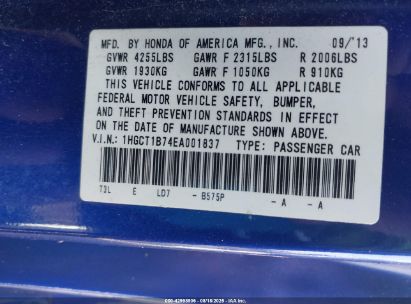 MFD. BY HONDA OF AMERICA MFG., INC. 09/13
GVWR 4255LBS GAWR F 2315LBS R 2006LBS
GVWR 1930KG GAWR F 1050KG R 910KG
THIS VEHICLE CONFORMS TO ALL APPLICABLE
FEDERAL MOTOR VEHICLE SAFETY, BUMPER,
AND THEFT PREVENTION STANDARDS IN EFFECT
ON THE DATE OF MANUFACTURE SHOWN ABOVE.
V.I.N.: 1HGCT1B74EA001837 TYPE: PASSENGER CAR
73L E LD7 - B575P - A - A